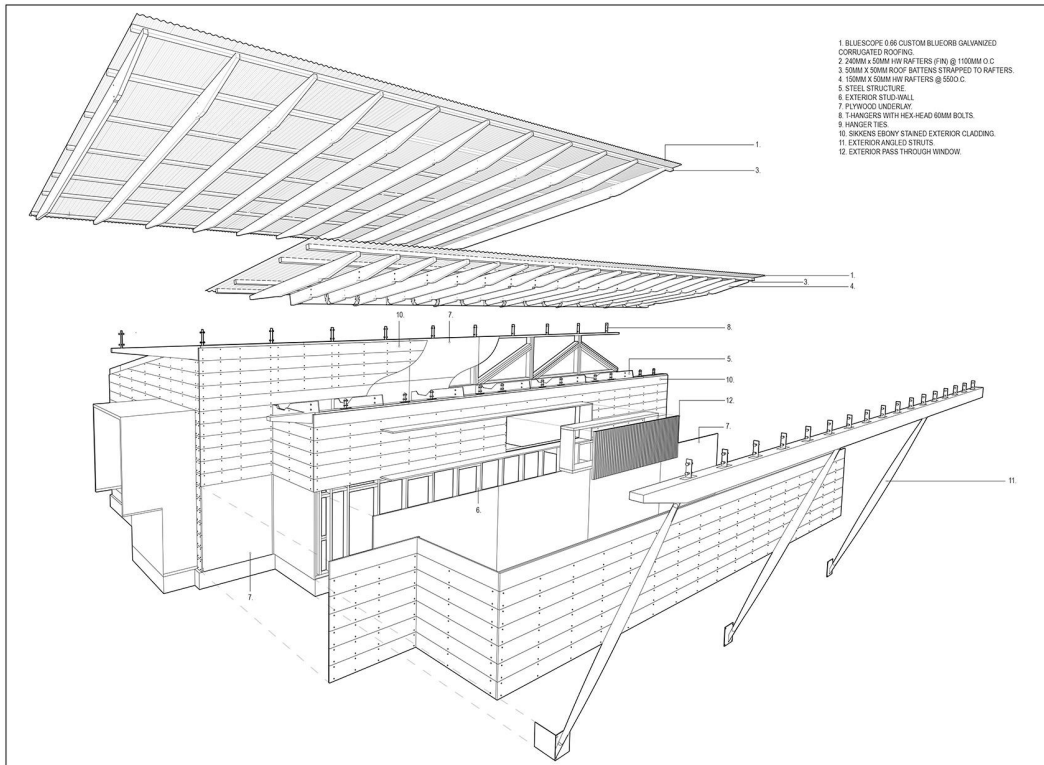 1. BLUESCOPE 0.66 CUSTOM BLUEORB GALVANIZED
CORRUGATED ROOFING.
2. 240MM x 50MM HW RAFTERS (FIN) @ 1100MM O.C
3. 50MM X 50MM ROOF BATTENS STRAPPED TO RAFTERS.
4. 150MM X 50MM HW RAFTERS @ 550O.C.
5. STEEL STRUCTURE.
6. EXTERIOR STUD-WALL
7. PLYWOOD UNDERLAY.
8. T-HANGERS WITH HEX-HEAD 60MM BOLTS.
9. HANGER TIES.
10. SIKKENS EBONY STAINED EXTERIOR CLADDING.
11. EXTERIOR ANGLED STRUTS.
12. EXTERIOR PASS THROUGH WINDOW.
1.
3.
1.
3.
4.
10.
7.
8.
5.
10.
12.
7.
11.
6.
7.